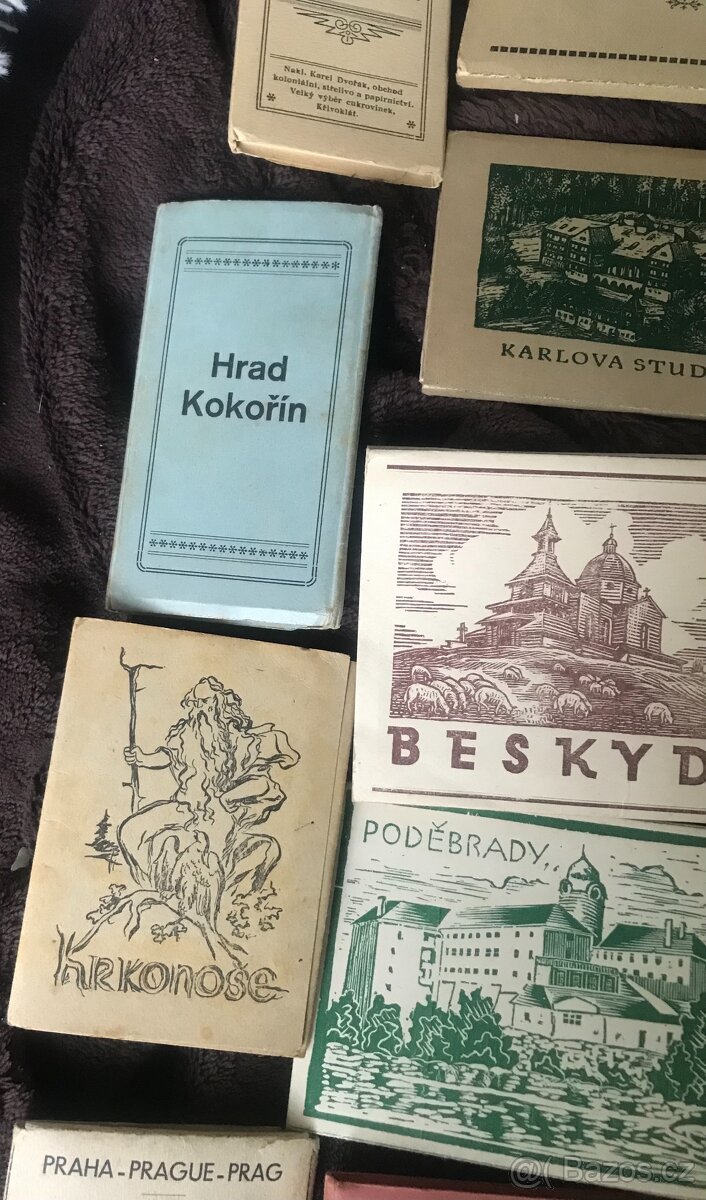 Nakl. Karel Dvořák, obchod
koloniální, střelivo a papírnictví.
Velký výběr cukrovinek,
Křivoklát.
KARLOVA STUD
Hrad
Kokořín
BESKYD
PODĚBRADY
KRKONOŠE
PRAHA-PRAGUE-PRAG
@( Bazos.cz